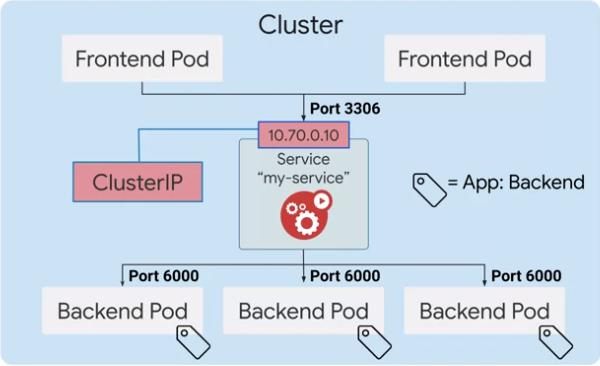 Cluster
Frontend Pod
Frontend Pod
Port 3306
10.70.0.10
ClusterIP
Service
“my-service”
= App: Backend
Port 6000
Port 6000
Port 6000
Backend Pod
Backend Pod
Backend Pod